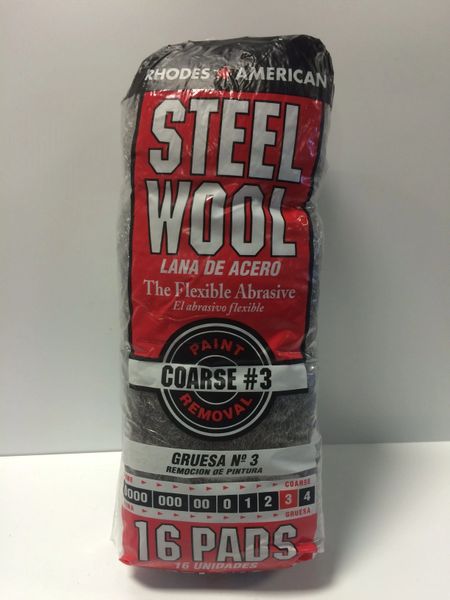 RHODES AMERICAN
STEEL
WOOL
LANA DE ACERO
The Flexible Abrasive
El abrasivo flexible
PAINT
COARSE #3
REMOVAL
GRUESA Nº 3
REMOCION DE PINTURA
COARSE
0000 000 00 0 1 2 3 4
GRUESA
16 PADS
16 UNIDADES